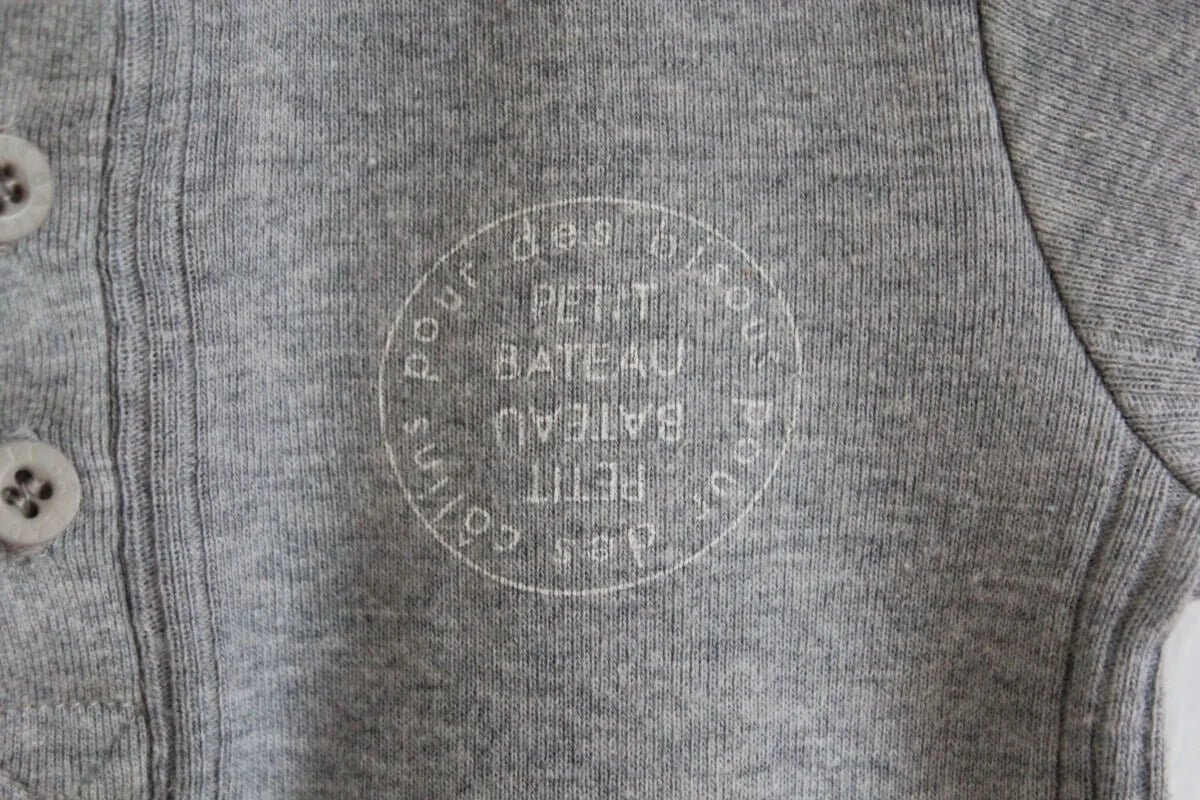 pour des bisous pour des câlins
PETIT
BATEAU
BATEAU
PETIT